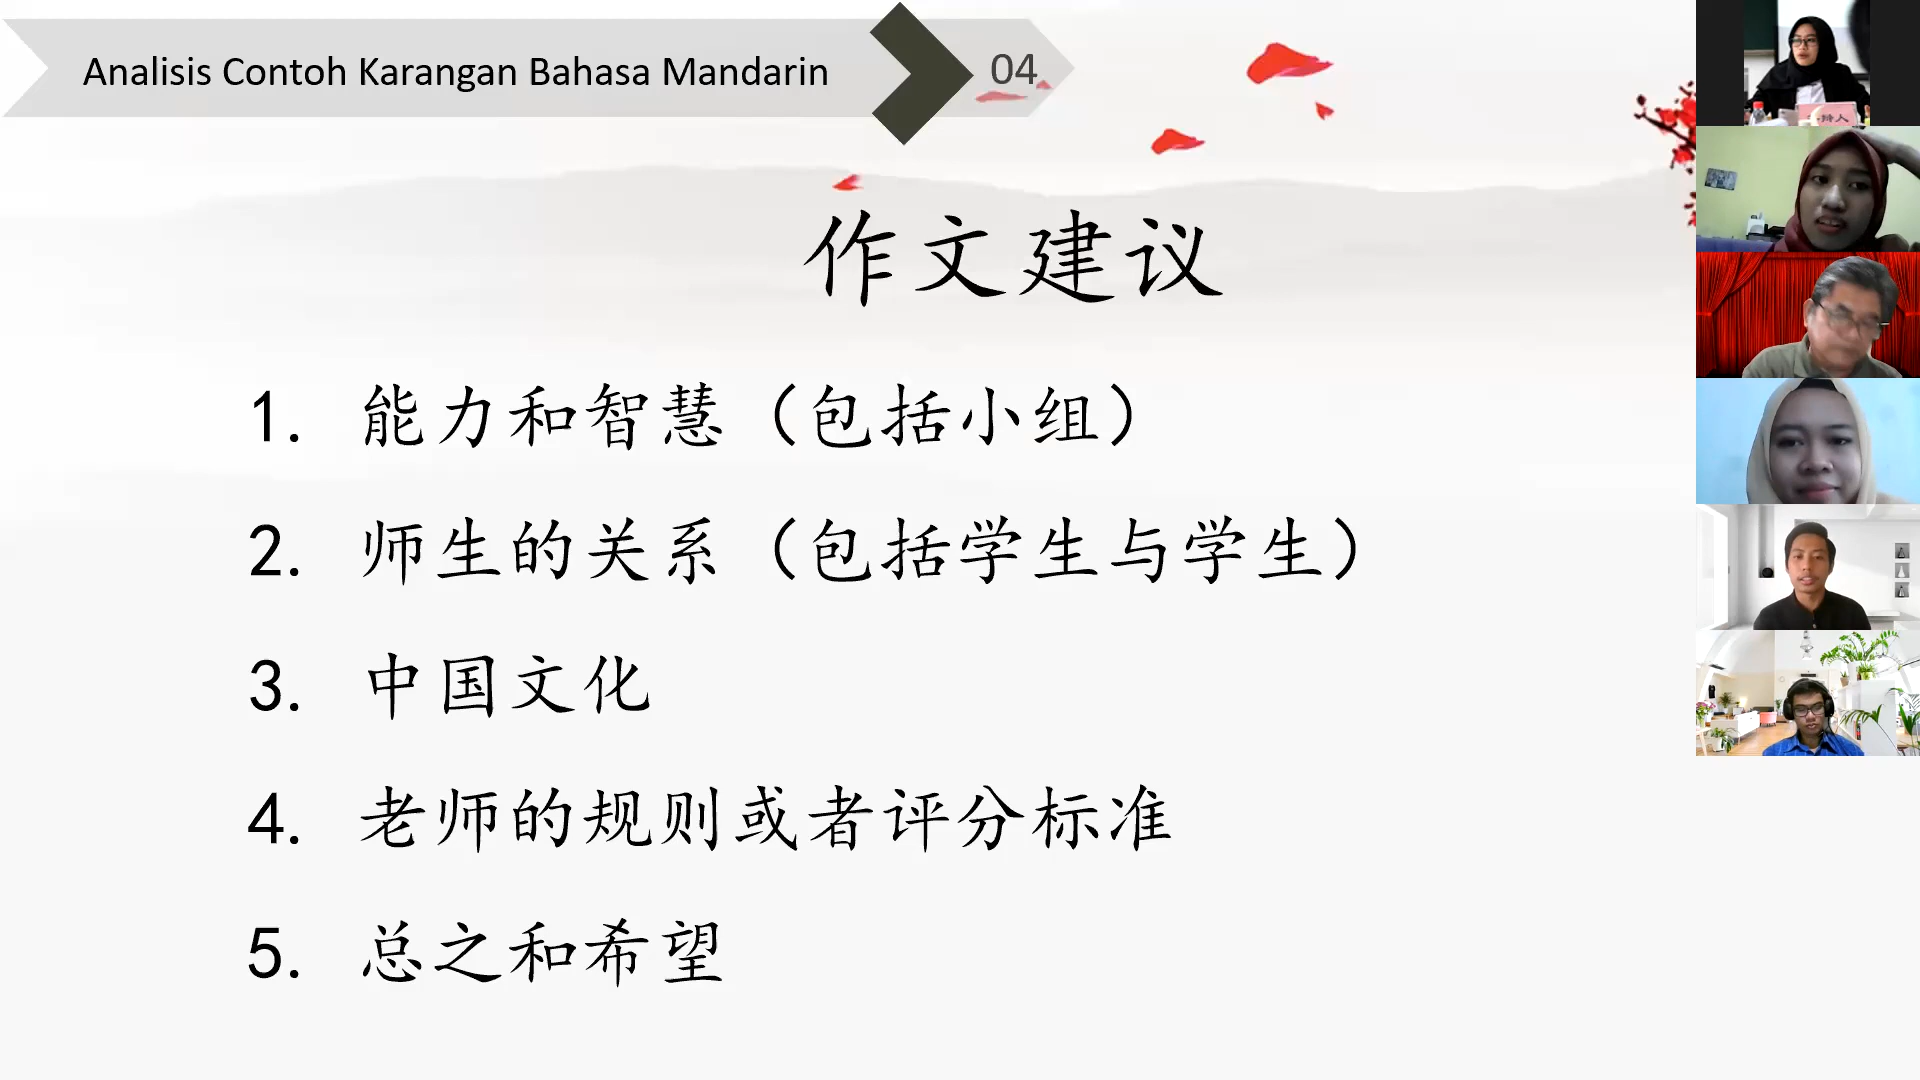 Analisis Contoh Karangan Bahasa Mandarin
04
作文建议
1. 能力和智慧（包括小组）
2. 师生的关系（包括学生与学生）
3. 中国文化
4. 老师的规则或者评分标准
5. 总之和希望